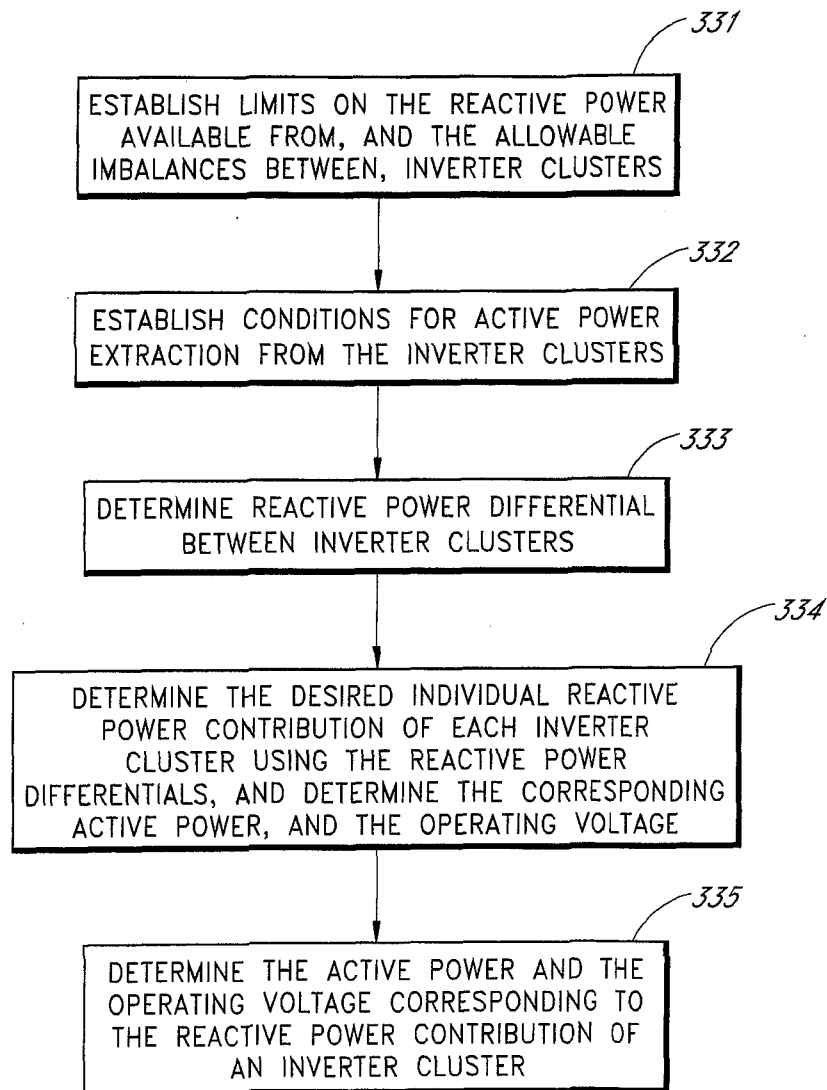 331
ESTABLISH LIMITS ON THE REACTIVE POWER
AVAILABLE FROM, AND THE ALLOWABLE
IMBALANCES BETWEEN, INVERTER CLUSTERS
332
ESTABLISH CONDITIONS FOR ACTIVE POWER
EXTRACTION FROM THE INVERTER CLUSTERS
333
DETERMINE REACTIVE POWER DIFFERENTIAL
BETWEEN INVERTER CLUSTERS
334
DETERMINE THE DESIRED INDIVIDUAL REACTIVE
POWER CONTRIBUTION OF EACH INVERTER
CLUSTER USING THE REACTIVE POWER
DIFFERENTIALS, AND DETERMINE THE CORRESPONDING
ACTIVE POWER, AND THE OPERATING VOLTAGE
335
DETERMINE THE ACTIVE POWER AND THE
OPERATING VOLTAGE CORRESPONDING TO
THE REACTIVE POWER CONTRIBUTION OF
AN INVERTER CLUSTER